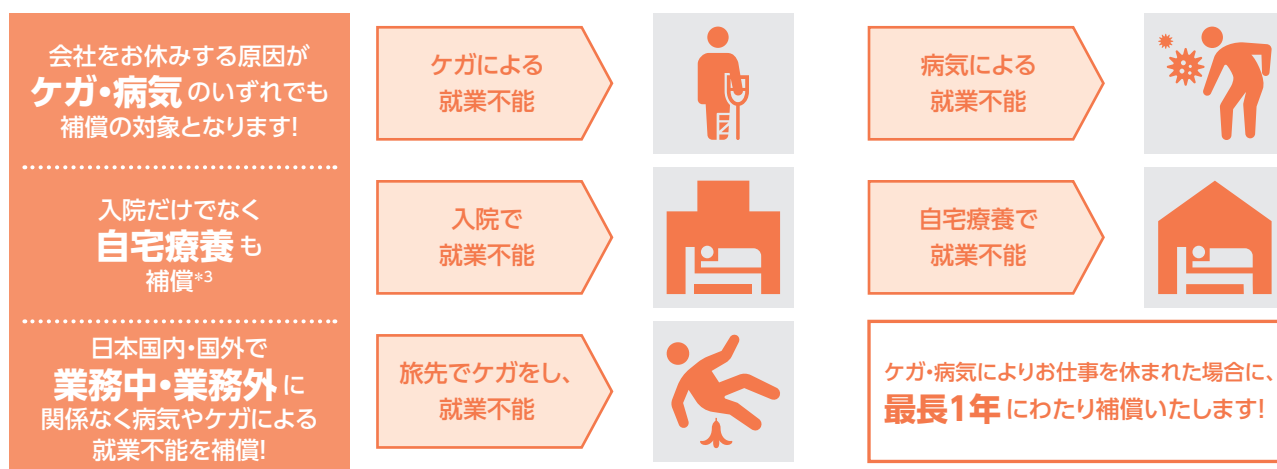 会社をお休みする原因が
ケガ・病気のいずれでも
補償の対象となります!
ケガによる
就業不能
病気による
就業不能
入院だけでなく
自宅療養も
補償*3
入院で
就業不能
自宅療養で
就業不能
日本国内・国外で
業務中・業務外に
関係なく病気やケガによる
就業不能を補償!
旅先でケガをし、
就業不能
ケガ・病気によりお仕事を休まれた場合に、
最長1年にわたり補償いたします!